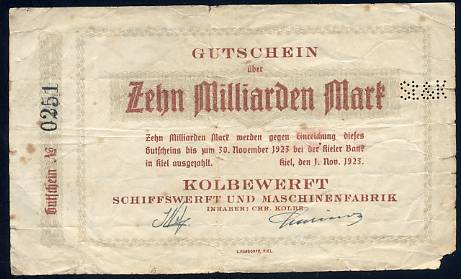 GUTSCHEIN
über
Zehn Milliarden Mark
Zehn Milliarden Mark werden gegen Einreichung dieses
Gutscheins bis zum 30. November 1923 bei der Kieler Bank
in Kiel ausgezahlt. Kiel, den 1. Nov. 1923.
KOLBEWERFT
SCHIFFSWERFT UND MASCHINENFABRIK
INHABER: CHR. KOLBE
Gutschein № 0251